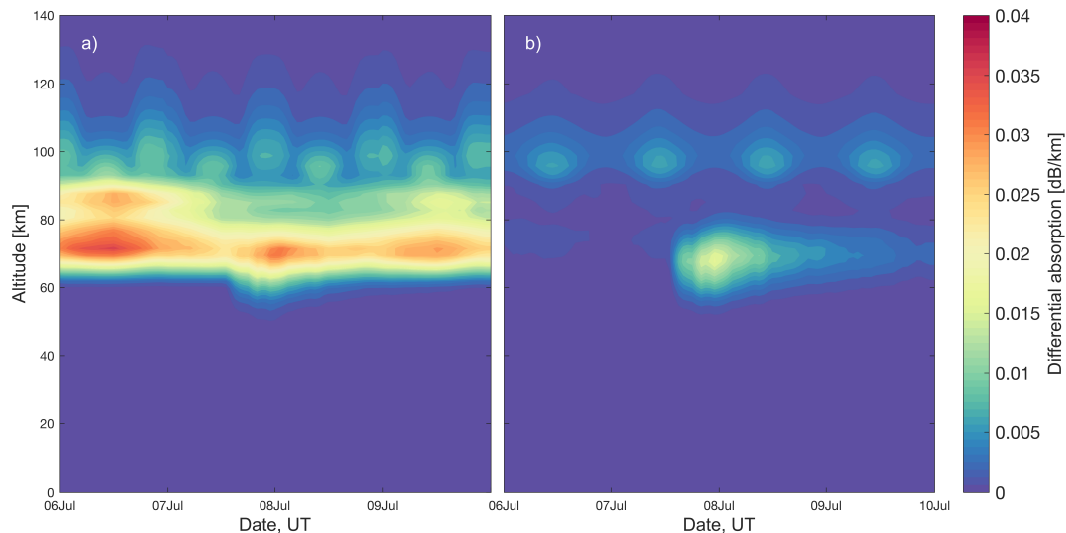 a)
b)
Altitude [km]
140
120
100
80
60
40
20
0
06Jul 07Jul 08Jul 09Jul
Date, UT
06Jul 07Jul 08Jul 09Jul 10Jul
Date, UT
0.04
0.035
0.03
0.025
0.02
0.015
0.01
0.005
0
Differential absorption [dB/km]